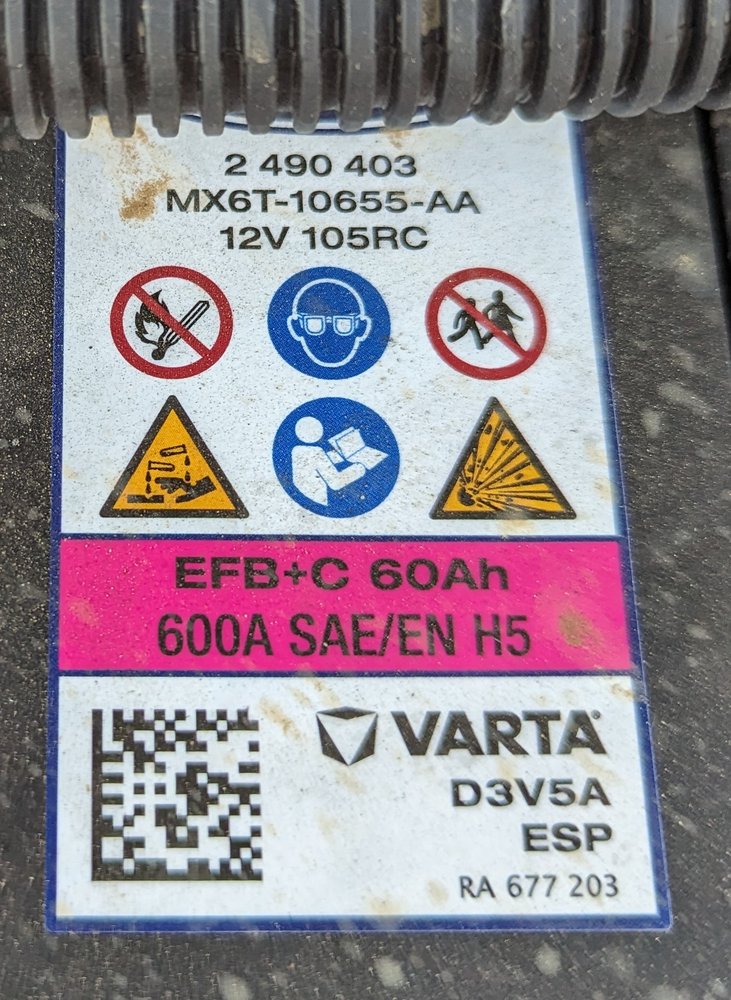 2 490 403
MX6T-10655-AA
12V 105RC
EFB+C 60Ah
600A SAE/EN H5
VARTA
D3V5A
ESP
RA 677 203